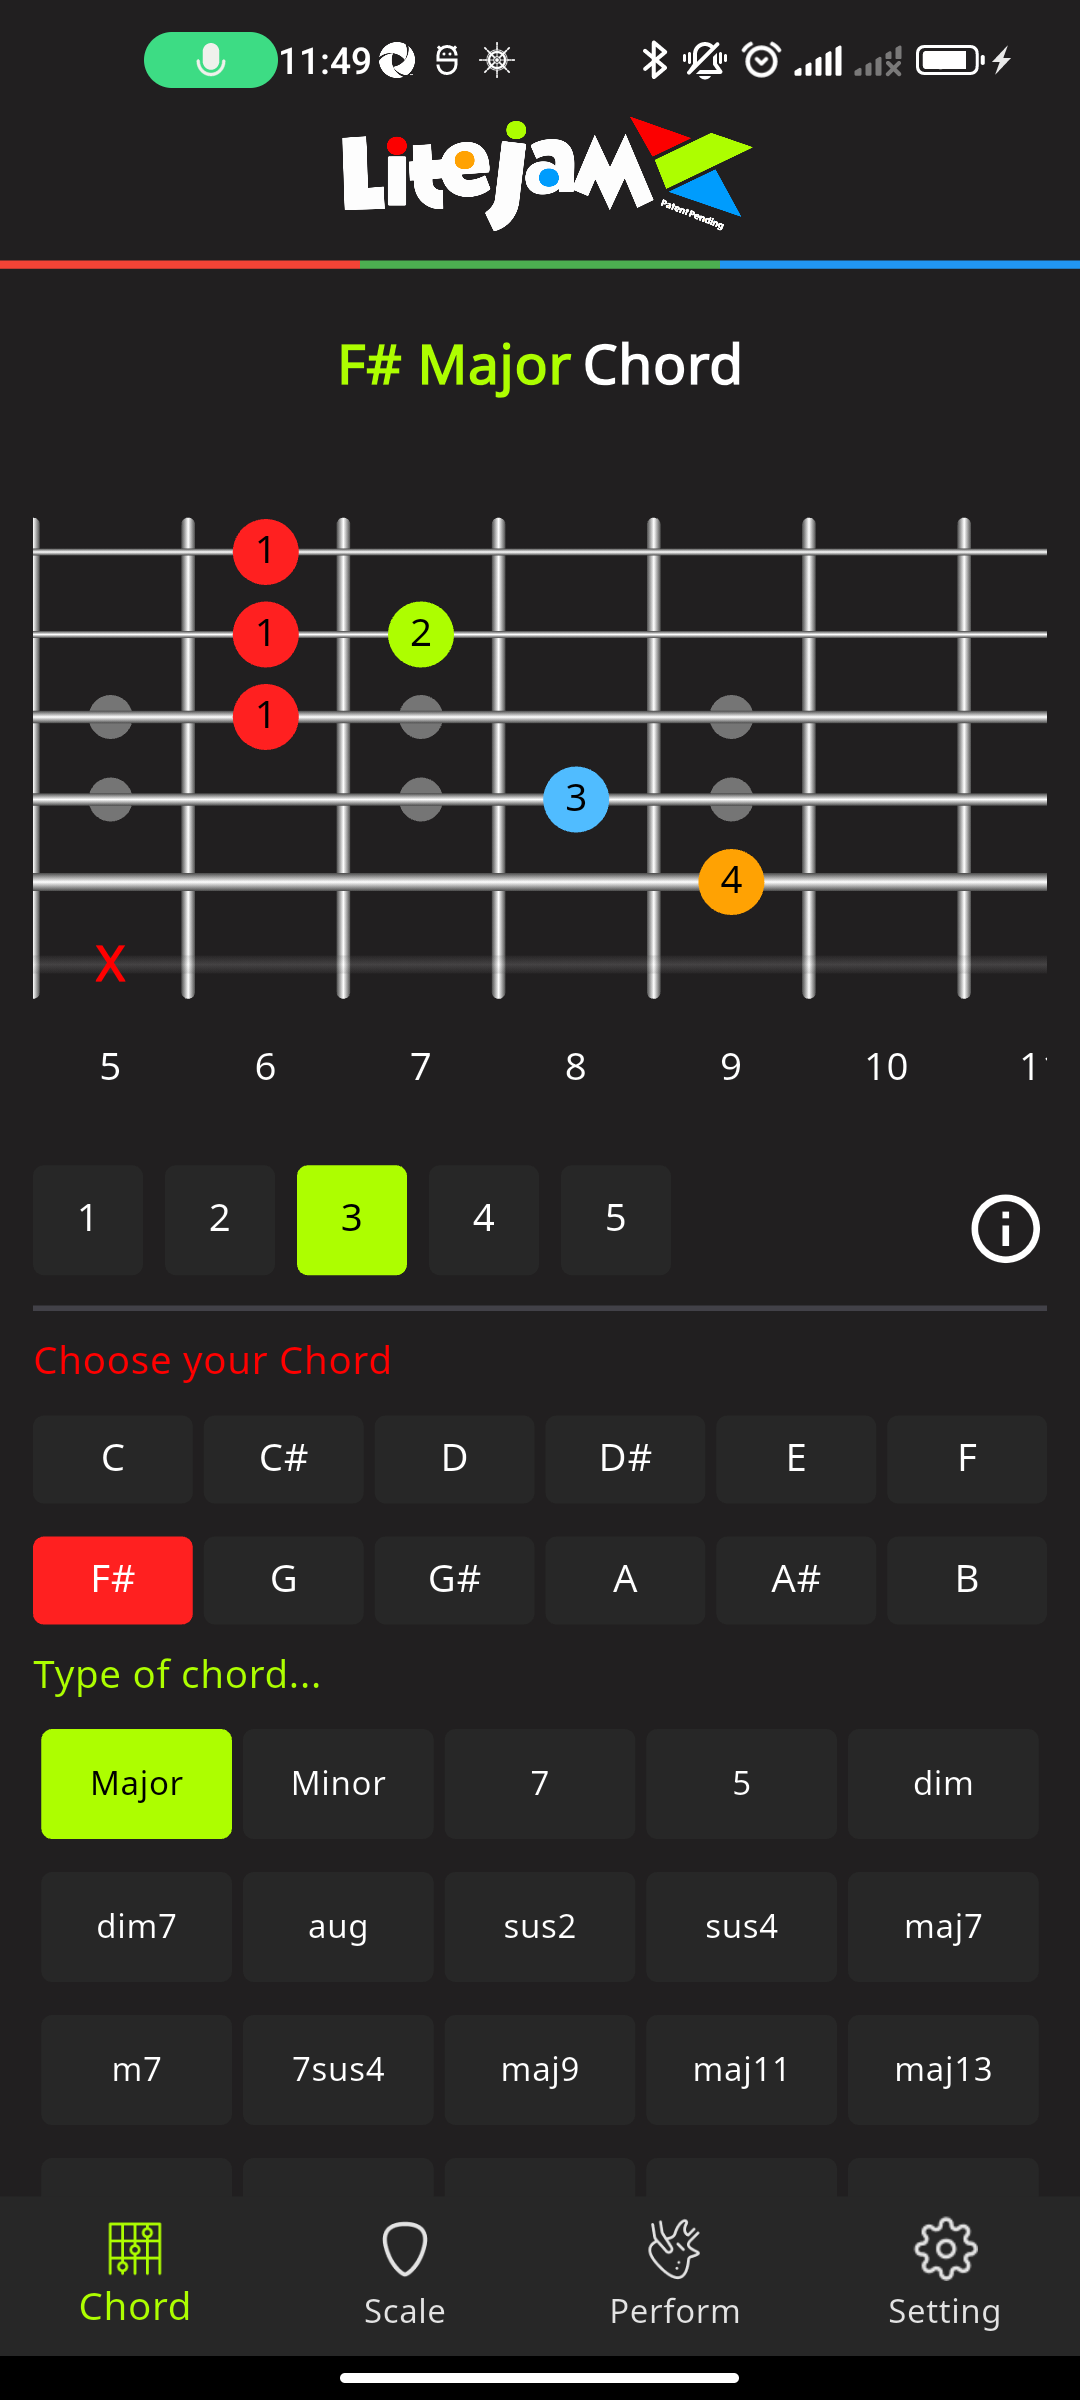 11:49
Litejam
Patent Pending
F# Major Chord
1
1 2
1
3
4
X
5 6 7 8 9 10
1 2 3 4 5
Choose your Chord
C C# D D# E F
F# G G# A A# B
Type of chord...
Major Minor 7 5 dim
dim7 aug sus2 sus4 maj7
m7 7sus4 maj9 maj11 maj13
Chord Scale Perform Setting